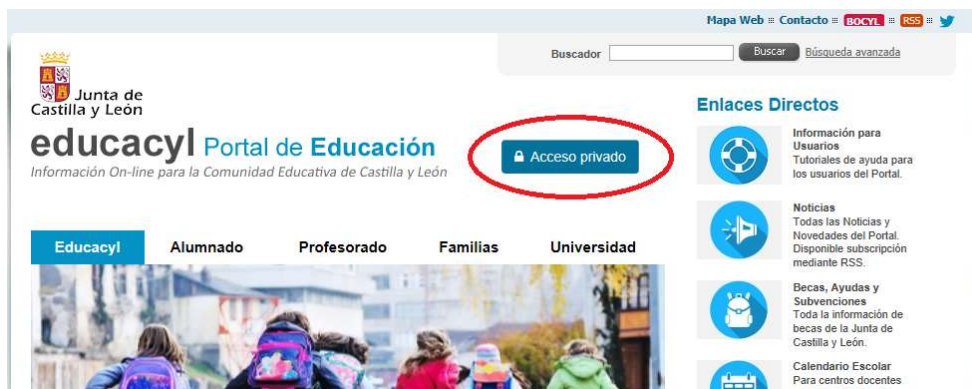 Mapa Web Contacto BOCYL RSS
Buscador Buscar Búsqueda avanzada
Junta de
Castilla y León
educacyl Portal de Educación
Información On-line para la Comunidad Educativa de Castilla y León
Acceso privado
Educacyl Alumnado Profesorado Familias Universidad
Enlaces Directos
Información para
Usuarios
Tutoriales de ayuda para
los usuarios del Portal.
Noticias
Todas las Noticias y
Novedades del Portal.
Disponible subscripción
mediante RSS.
Becas, Ayudas y
Subvenciones
Toda la información de
becas de la Junta de
Castilla y León.
Calendario Escolar
Para centros docentes